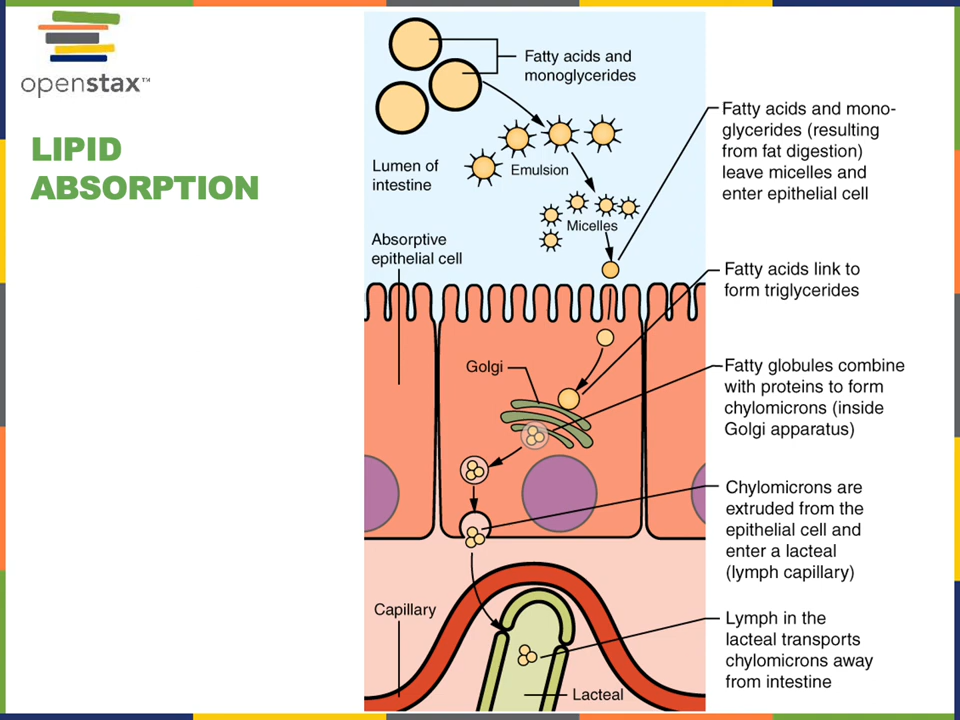 openstax™
LIPID
ABSORPTION
Fatty acids and
monoglycerides
Lumen of
intestine
Emulsion
Micelles
Absorptive
epithelial cell
Golgi
Capillary
Lacteal
Fatty acids and mono-
glycerides (resulting
from fat digestion)
leave micelles and
enter epithelial cell
Fatty acids link to
form triglycerides
Fatty globules combine
with proteins to form
chylomicrons (inside
Golgi apparatus)
Chylomicrons are
extruded from the
epithelial cell and
enter a lacteal
(lymph capillary)
Lymph in the
lacteal transports
chylomicrons away
from intestine